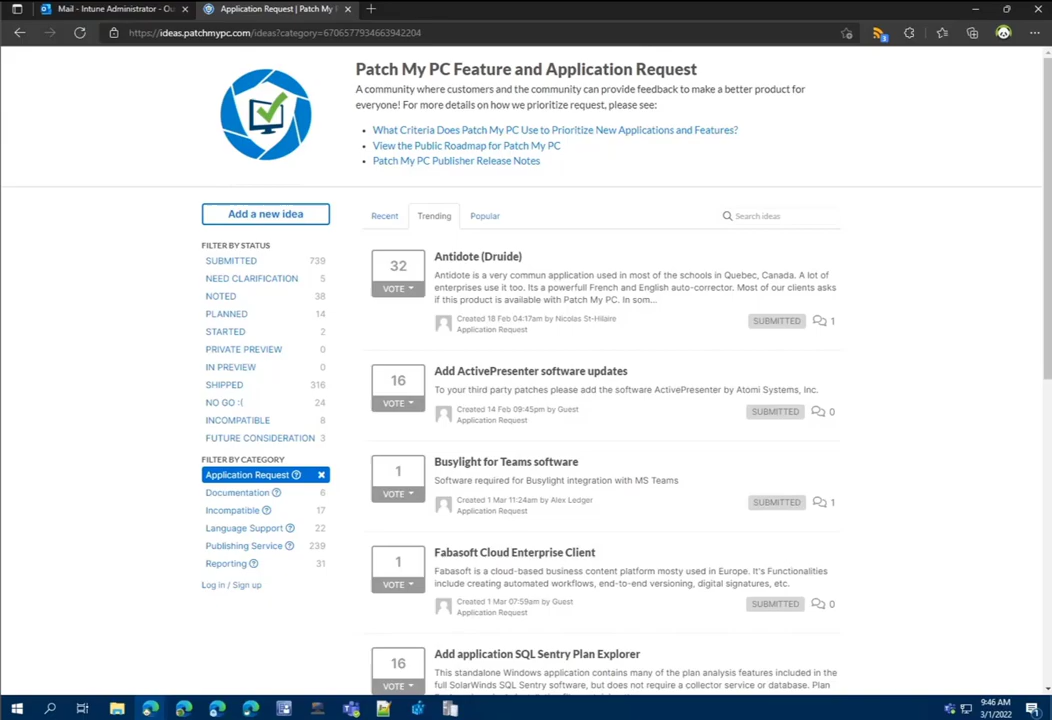 Mail - Intune Administrator - Ou
Application Request | Patch My P
https://ideas.patchmypc.com/ideas?category=6706577934663942204
3
Patch My PC Feature and Application Request
A community where customers and the community can provide feedback to make a better product for
everyone! For more details on how we prioritize request, please see:
• What Criteria Does Patch My PC Use to Prioritize New Applications and Features?
• View the Public Roadmap for Patch My PC
• Patch My PC Publisher Release Notes
Add a new idea
FILTER BY STATUS
SUBMITTED 739
NEED CLARIFICATION 5
NOTED 38
PLANNED 14
STARTED 2
PRIVATE PREVIEW 0
IN PREVIEW 0
SHIPPED 316
NO GO :( 24
INCOMPATIBLE 8
FUTURE CONSIDERATION 3
FILTER BY CATEGORY
Application Request
Documentation 6
Incompatible 17
Language Support 22
Publishing Service 239
Reporting 31
Log in / Sign up
Recent Trending Popular Search ideas
32
VOTE
Antidote (Druide)
Antidote is a very commun application used in most of the schools in Quebec, Canada. A lot of
enterprises use it too. Its a powerfull French and English auto-corrector. Most of our clients asks
if this product is available with Patch My PC. In som...
Created 18 Feb 04:17am by Nicolas St-Hilaire
Application Request
SUBMITTED 1
16
VOTE
Add ActivePresenter software updates
To your third party patches please add the software ActivePresenter by Atomi Systems, Inc.
Created 14 Feb 09:45pm by Guest
Application Request
SUBMITTED 0
1
VOTE
Busylight for Teams software
Software required for Busylight integration with MS Teams
Created 1 Mar 11:24am by Alex Ledger
Application Request
SUBMITTED 1
1
VOTE
Fabasoft Cloud Enterprise Client
Fabasoft is a cloud-based business content platform mostly used in Europe. It's Functionalities
include creating automated workflows, end-to-end versioning, digital signatures, etc.
Created 1 Mar 07:59am by Guest
Application Request
SUBMITTED 0
16
VOTE
Add application SQL Sentry Plan Explorer
This standalone Windows application contains many of the plan analysis features included in the
full SolarWinds SQL Sentry software, but does not require a collector service or database. Plan
9:46 AM
3/1/2022
1